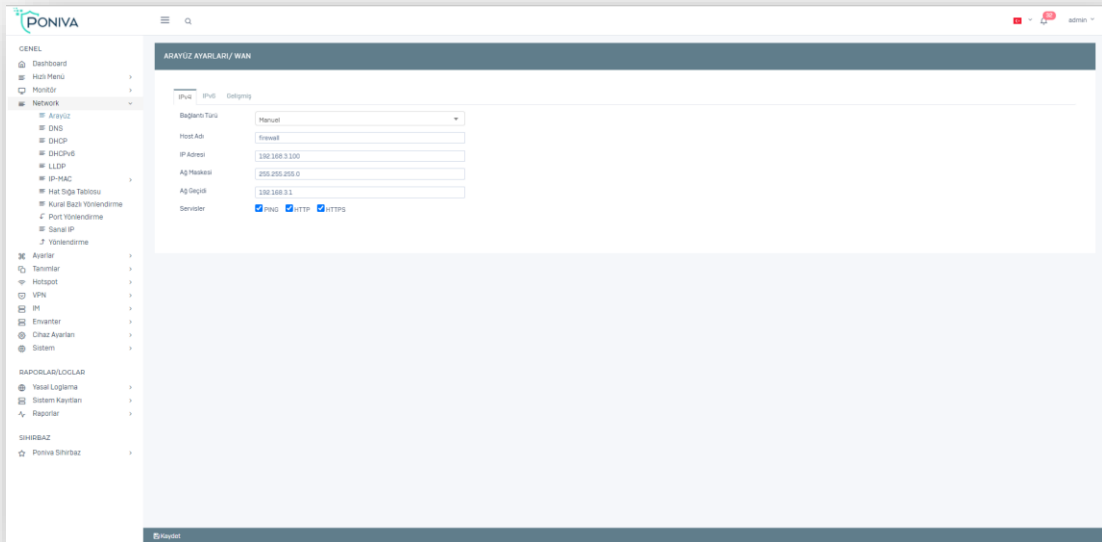 PONIVA
admin
GENEL
Dashboard
Hızlı Menü
Monitör
Network
Arayüz
DNS
DHCP
DHCPv6
LLDP
IP-MAC
Hat Sığa Tablosu
Kural Bazlı Yönlendirme
Port Yönlendirme
Sanal IP
Yönlendirme
Ayarlar
Tanımlar
Hotspot
VPN
IM
Envanter
Cihaz Ayarları
Sistem
RAPORLAR/LOGLAR
Yasal Loglama
Sistem Kayıtları
Raporlar
SİHİRBAZ
Poniva Sihirbaz
ARAYÜZ AYARLARI/ WAN
IPv4 IPv6 Gelişmiş
Bağlantı Türü Manuel
Host Adı firewall
IP Adresi 192.168.3.100
Ağ Maskesi 255.255.255.0
Ağ Geçidi 192.168.3.1
Servisler PING HTTP HTTPS
Kaydet